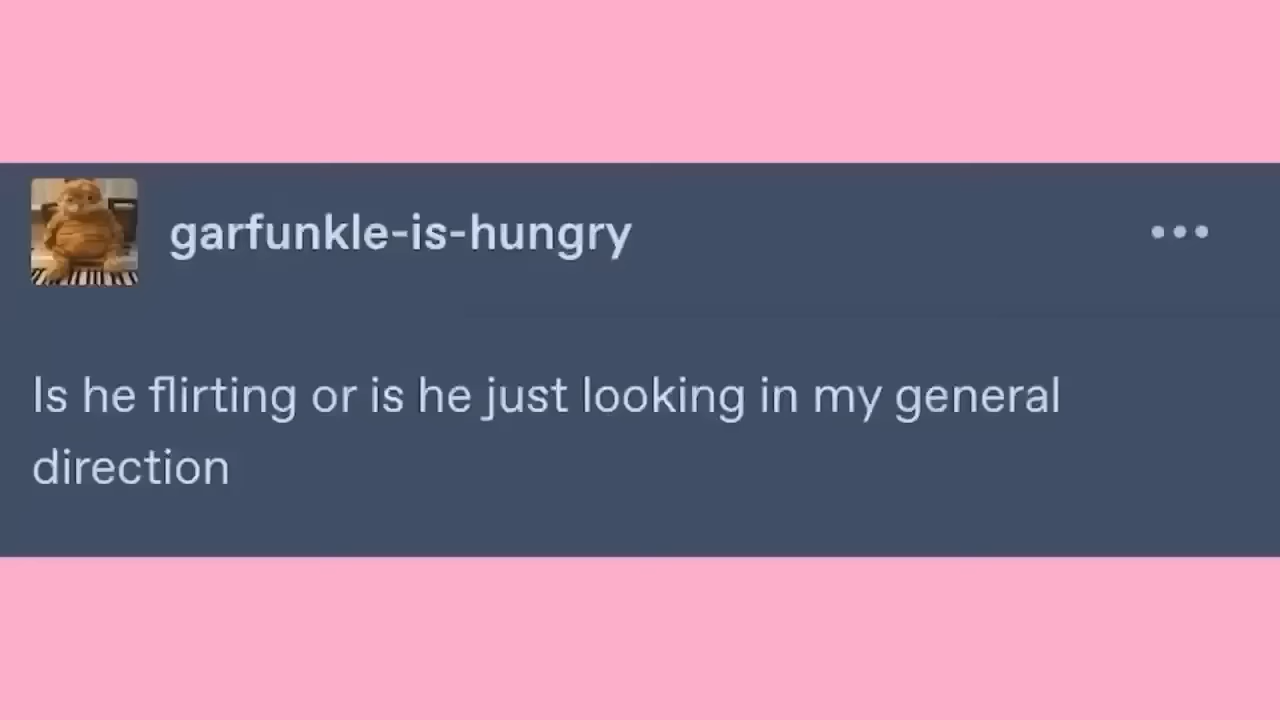 garfunkle-is-hungry
Is he flirting or is he just looking in my general
direction